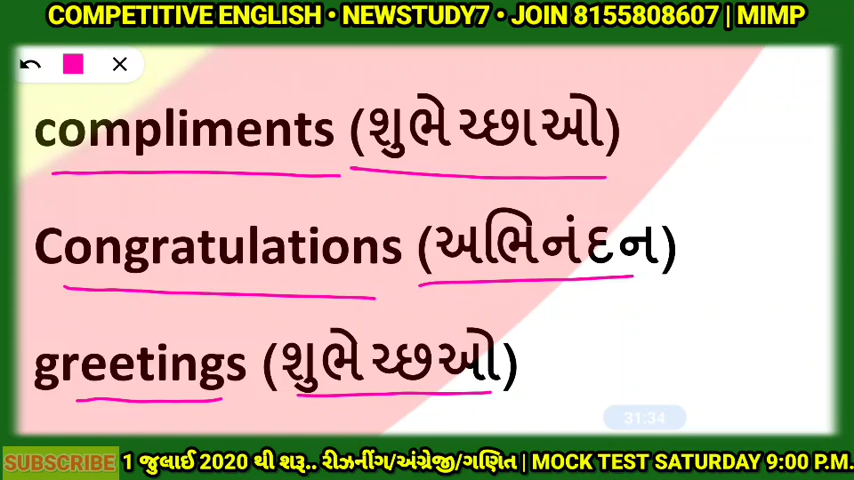 COMPETITIVE ENGLISH • NEWSTUDY7 • JOIN 8155808607 | MIMP
compliments (શુભેચ્છાઓ)
Congratulations (અભિનંદન)
greetings (શુભેચ્છઓ)
31:34
SUBSCRIBE 1 જુલાઈ 2020 થી શરૂ.. રીઝનીંગ/અંગ્રેજી/ગણિત | MOCK TEST SATURDAY 9:00 P.M.